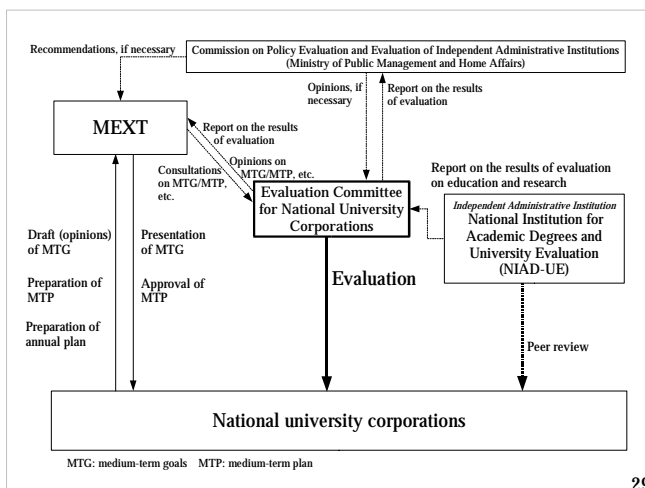 Recommendations, if necessary
Commission on Policy Evaluation and Evaluation of Independent Administrative Institutions
(Ministry of Public Management and Home Affairs)
Opinions, if
necessary
Report on the results
of evaluation
MEXT
Report on the results
of evaluation
Opinions on
MTG/MTP, etc.
Consultations
on MTG/MTP,
etc.
Evaluation Committee
for National University
Corporations
Report on the results of evaluation
on education and research
Independent Administrative Institution
National Institution for
Academic Degrees and
University Evaluation
(NIAD-UE)
Draft (opinions)
of MTG
Preparation of
MTP
Preparation of
annual plan
Presentation
of MTG
Approval of
MTP
Evaluation
Peer review
National university corporations
MTG: medium-term goals MTP: medium-term plan
29